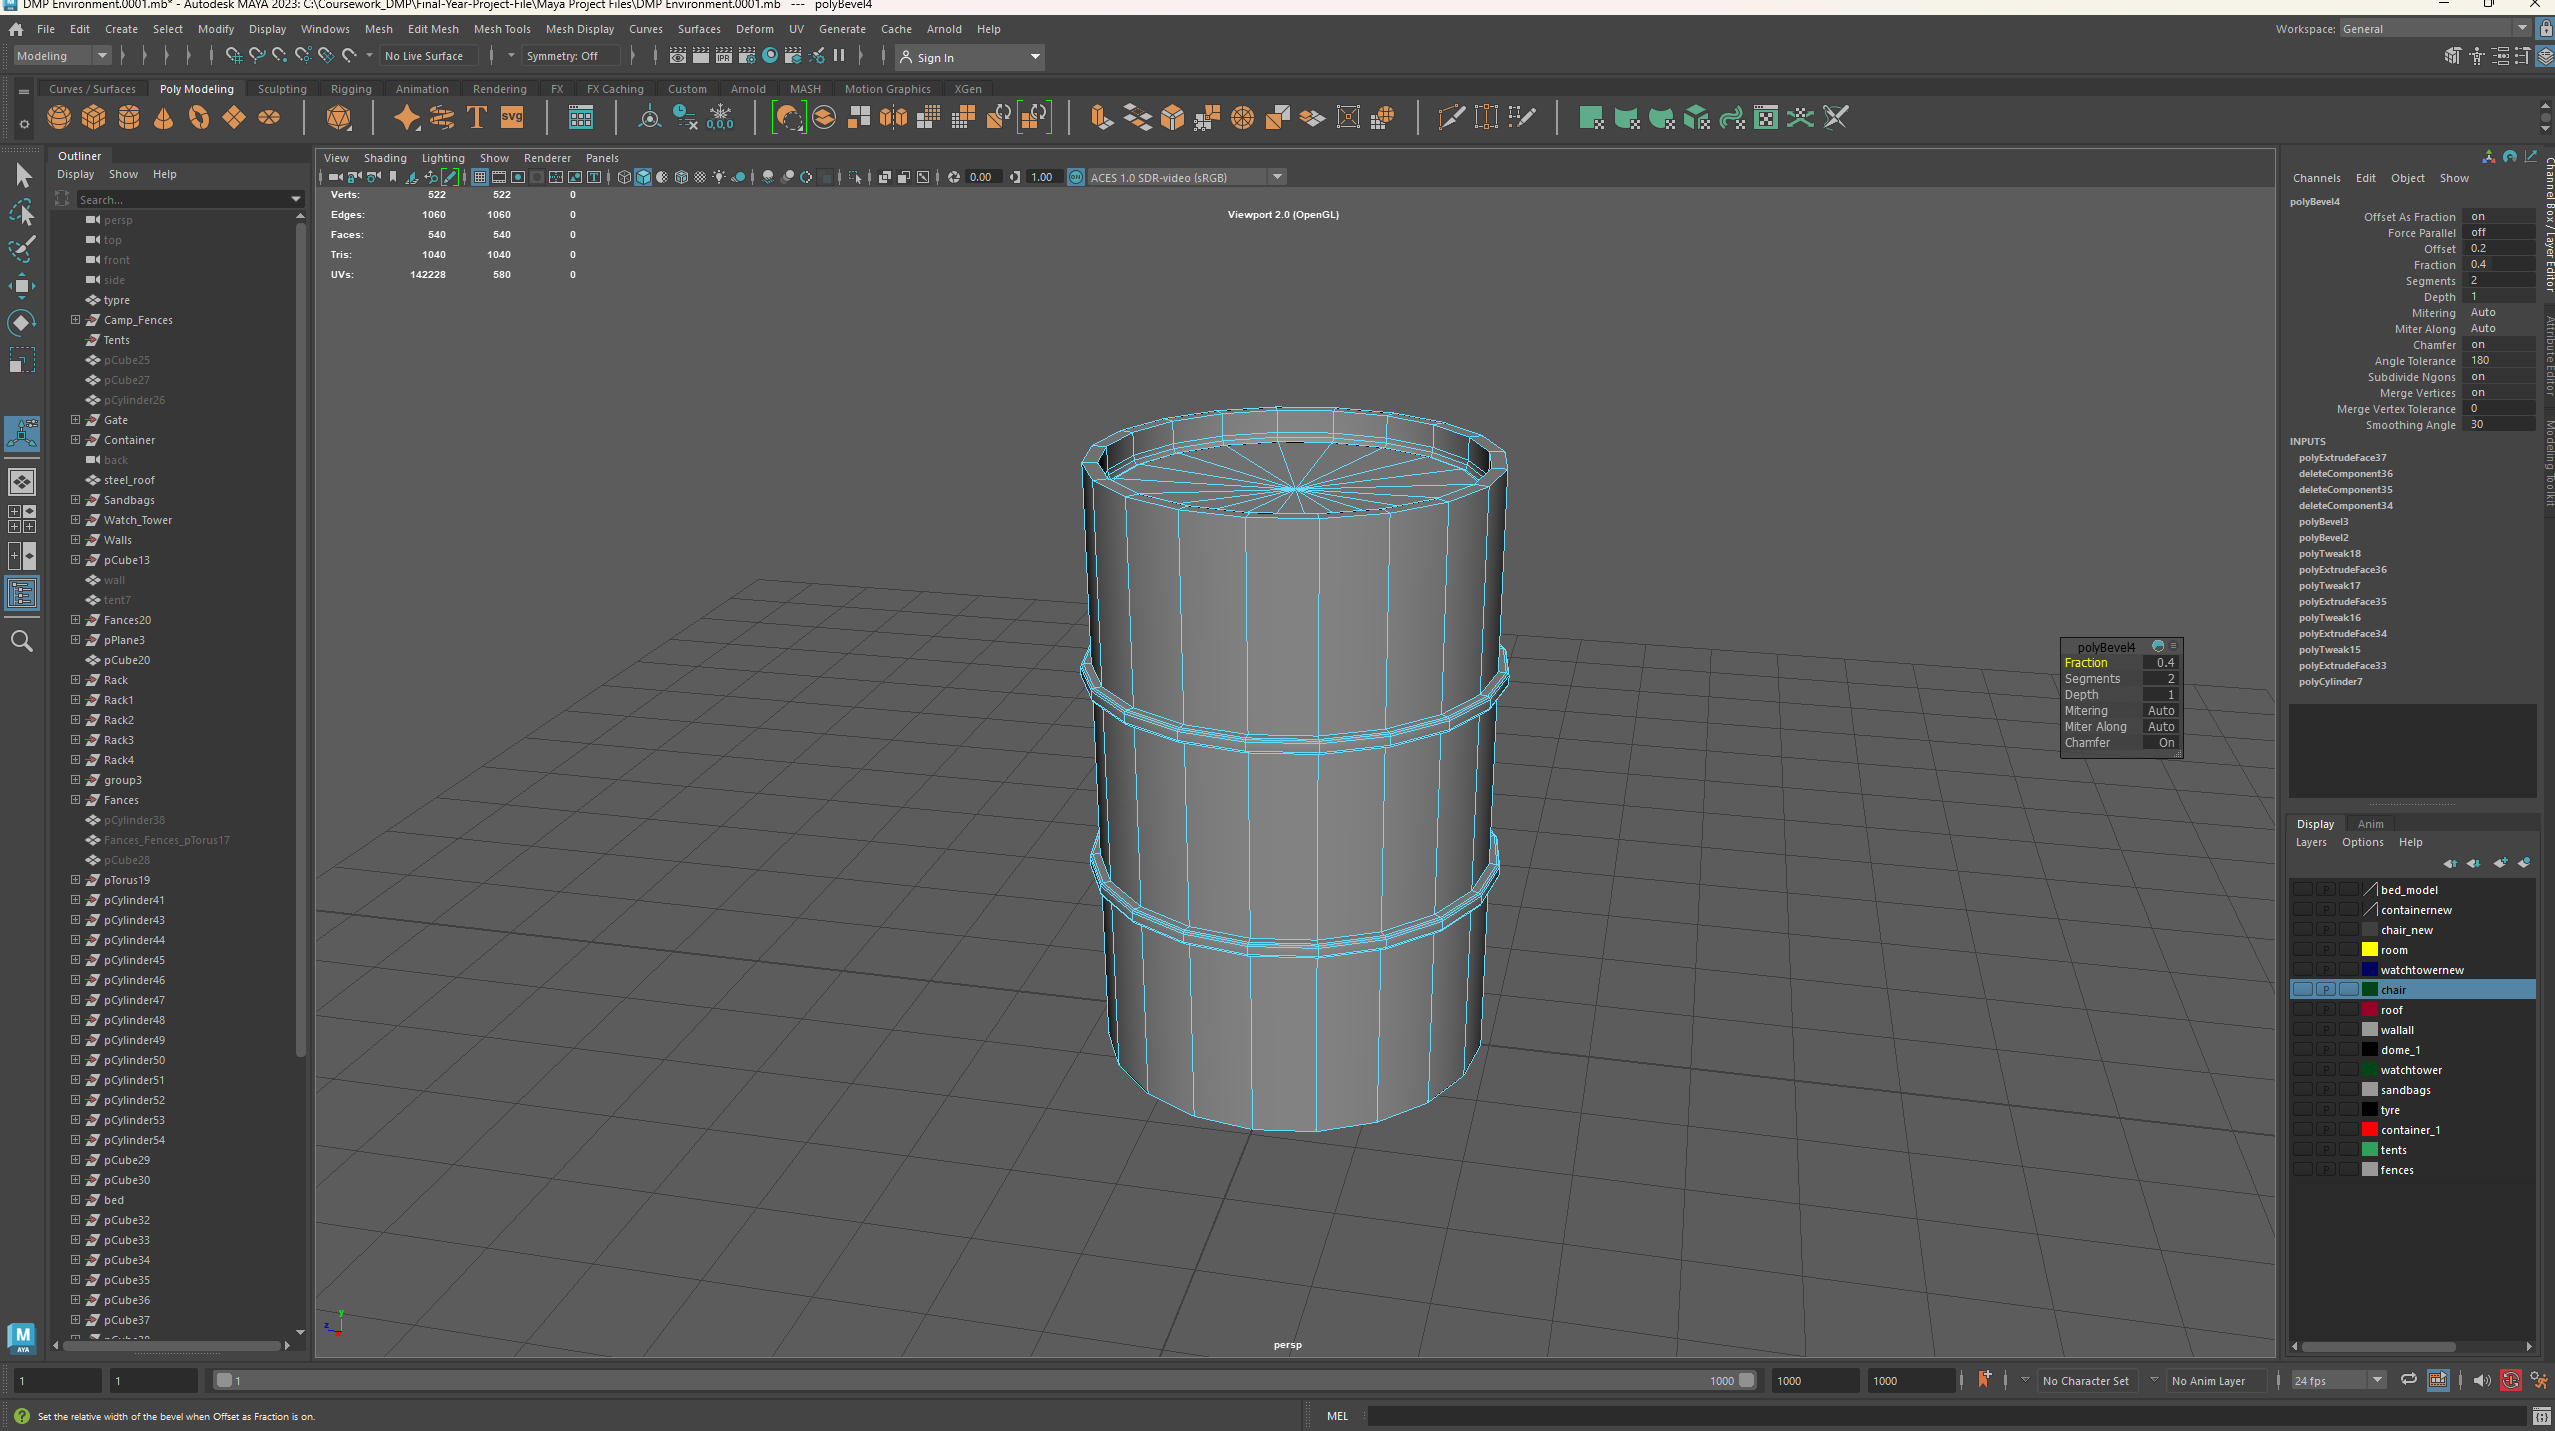 DMP Environment.0001.mb* - Autodesk MAYA 2023: C:\Coursework_DMP\Final-Year-Project-File\Maya Project Files\DMP Environment.0001.mb --- polyBevel4
File Edit Create Select Modify Display Windows Mesh Edit Mesh Mesh Tools Mesh Display Curves Surfaces Deform UV Generate Cache Arnold Help
Workspace: General
Modeling
No Live Surface
Symmetry: Off
IPR
Sign In
Curves / Surfaces Poly Modeling Sculpting Rigging Animation Rendering FX FX Caching Custom Arnold MASH Motion Graphics XGen
T
SVG
0,0,0
Outliner
Display Show Help
Search...
persp
top
front
side
typre
Camp_Fences
Tents
pCube25
pCube27
pCylinder26
Gate
Container
back
steel_roof
Sandbags
Watch_Tower
Walls
pCube13
wall
tent7
Fances20
pPlane3
pCube20
Rack
Rack1
Rack2
Rack3
Rack4
group3
Fances
pCylinder38
Fances_Fences_pTorus17
pCube28
pTorus19
pCylinder41
pCylinder43
pCylinder44
pCylinder45
pCylinder46
pCylinder47
pCylinder48
pCylinder49
pCylinder50
pCylinder51
pCylinder52
pCylinder53
pCylinder54
pCube29
pCube30
bed
pCube32
pCube33
pCube34
pCube35
pCube36
pCube37
View Shading Lighting Show Renderer Panels
0.00
1.00
ACES 1.0 SDR-video (sRGB)
Verts: 522 522 0
Edges: 1060 1060 0
Faces: 540 540 0
Tris: 1040 1040 0
UVs: 142228 580 0
Viewport 2.0 (OpenGL)
polyBevel4
Fraction 0.4
Segments 2
Depth 1
Mitering Auto
Miter Along Auto
Chamfer On
y
z
persp
Channels Edit Object Show
polyBevel4
Offset As Fraction on
Force Parallel off
Offset 0.2
Fraction 0.4
Segments 2
Depth 1
Mitering Auto
Miter Along Auto
Chamfer on
Angle Tolerance 180
Subdivide Ngons on
Merge Vertices on
Merge Vertex Tolerance 0
Smoothing Angle 30
INPUTS
polyExtrudeFace37
deleteComponent36
deleteComponent35
deleteComponent34
polyBevel3
polyBevel2
polyTweak18
polyExtrudeFace36
polyTweak17
polyExtrudeFace35
polyTweak16
polyExtrudeFace34
polyTweak15
polyExtrudeFace33
polyCylinder7
Channel Box / Layer Editor
Attribute Editor
Modeling Toolkit
Display Anim
Layers Options Help
P bed_model
P containernew
P chair_new
P room
P watchtowernew
P chair
P roof
P wallall
P dome_1
P watchtower
P sandbags
P tyre
P container_1
P tents
P fences
M
AYA
1
1
1
1000
1000
1000
No Character Set
No Anim Layer
24 fps
Set the relative width of the bevel when Offset as Fraction is on.
MEL